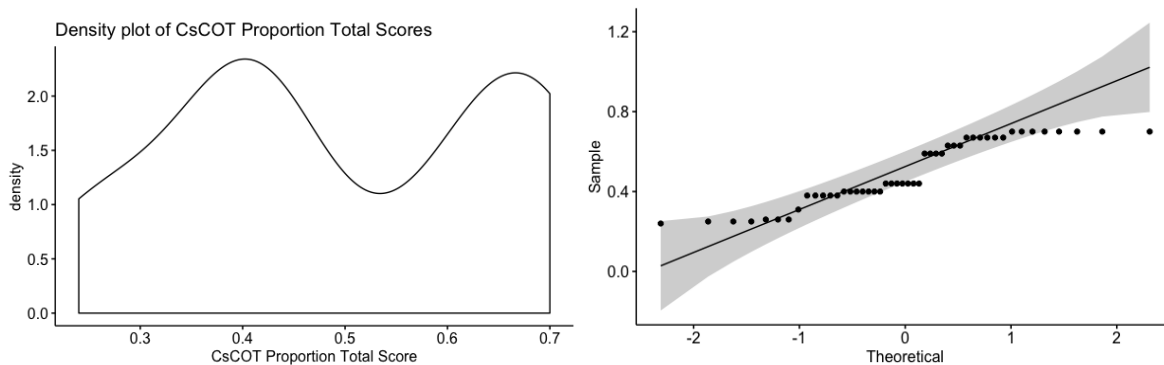 Density plot of CsCOT Proportion Total Scores
density
2.0
1.5
1.0
0.5
0.0
0.3 0.4 0.5 0.6 0.7
CsCOT Proportion Total Score
Sample
1.2
0.8
0.4
0.0
-2 -1 0 1 2
Theoretical